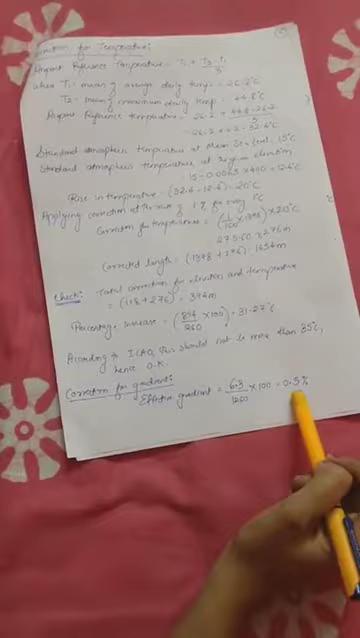 Correction for Temperature:
Airport Reference Temperature = T1 + T2-T1/3
when T1 = mean of average daily temp = 26.2°C
T2 = mean of maximum daily temp = 44.8°C
Airport Reference temperature = 26.2 + 44.8-26.2/3
= 26.2 + 6.2 = 32.4°C
Standard atmospheric temperature at Mean Sea level = 15°C
Standard atmospheric temperature at elevation
= 15 - 0.0065 × 400 = 12.4°C
Rise in temperature = (32.4 - 12.4) = 20°C
Applying correction at the rate of 1% for every 1°C
Correction for temperature = (1/100 × 1378) × 20°C
275.60 ≈ 276m
Corrected length = (1378 + 276) = 1654m
Check: Total correction for elevation and temperature
= (118 + 276) = 394m
Percentage increase = (394/1260 × 100) = 31.27%
According to ICAO, this should not be more than 35%,
hence O.K.
Correction for gradient:
Effective gradient = 6.3/1260 × 100 = 0.5%